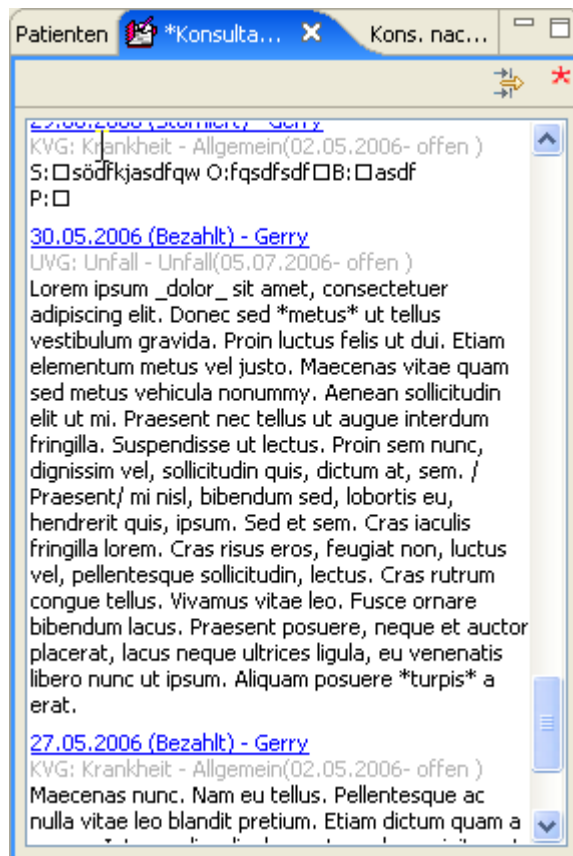 Patienten *Konsulta... Kons. nac...
(Storniert) - Gerry
KVG: Krankheit - Allgemein(02.05.2006- offen )
S:□södfkjasdfqw O:fqsdfsdf□B:□asdf
P:□
30.05.2006 (Bezahlt) - Gerry
UVG: Unfall - Unfall(05.07.2006- offen )
Lorem ipsum _dolor_ sit amet, consectetuer
adipiscing elit. Donec sed *metus* ut tellus
vestibulum gravida. Proin luctus felis ut dui. Etiam
elementum metus vel justo. Maecenas vitae quam
sed metus vehicula nonummy. Aenean sollicitudin
elit ut mi. Praesent nec tellus ut augue interdum
fringilla. Suspendisse ut lectus. Proin sem nunc,
dignissim vel, sollicitudin quis, dictum at, sem. /
Praesent/ mi nisl, bibendum sed, lobortis eu,
hendrerit quis, ipsum. Sed et sem. Cras iaculis
fringilla lorem. Cras risus eros, feugiat non, luctus
vel, pellentesque sollicitudin, lectus. Cras rutrum
congue tellus. Vivamus vitae leo. Fusce ornare
bibendum lacus. Praesent posuere, neque et auctor
placerat, lacus neque ultrices ligula, eu venenatis
libero nunc ut ipsum. Aliquam posuere *turpis* a
erat.
27.05.2006 (Bezahlt) - Gerry
KVG: Krankheit - Allgemein(02.05.2006- offen )
Maecenas nunc. Nam eu tellus. Pellentesque ac
nulla vitae leo blandit pretium. Etiam dictum quam a